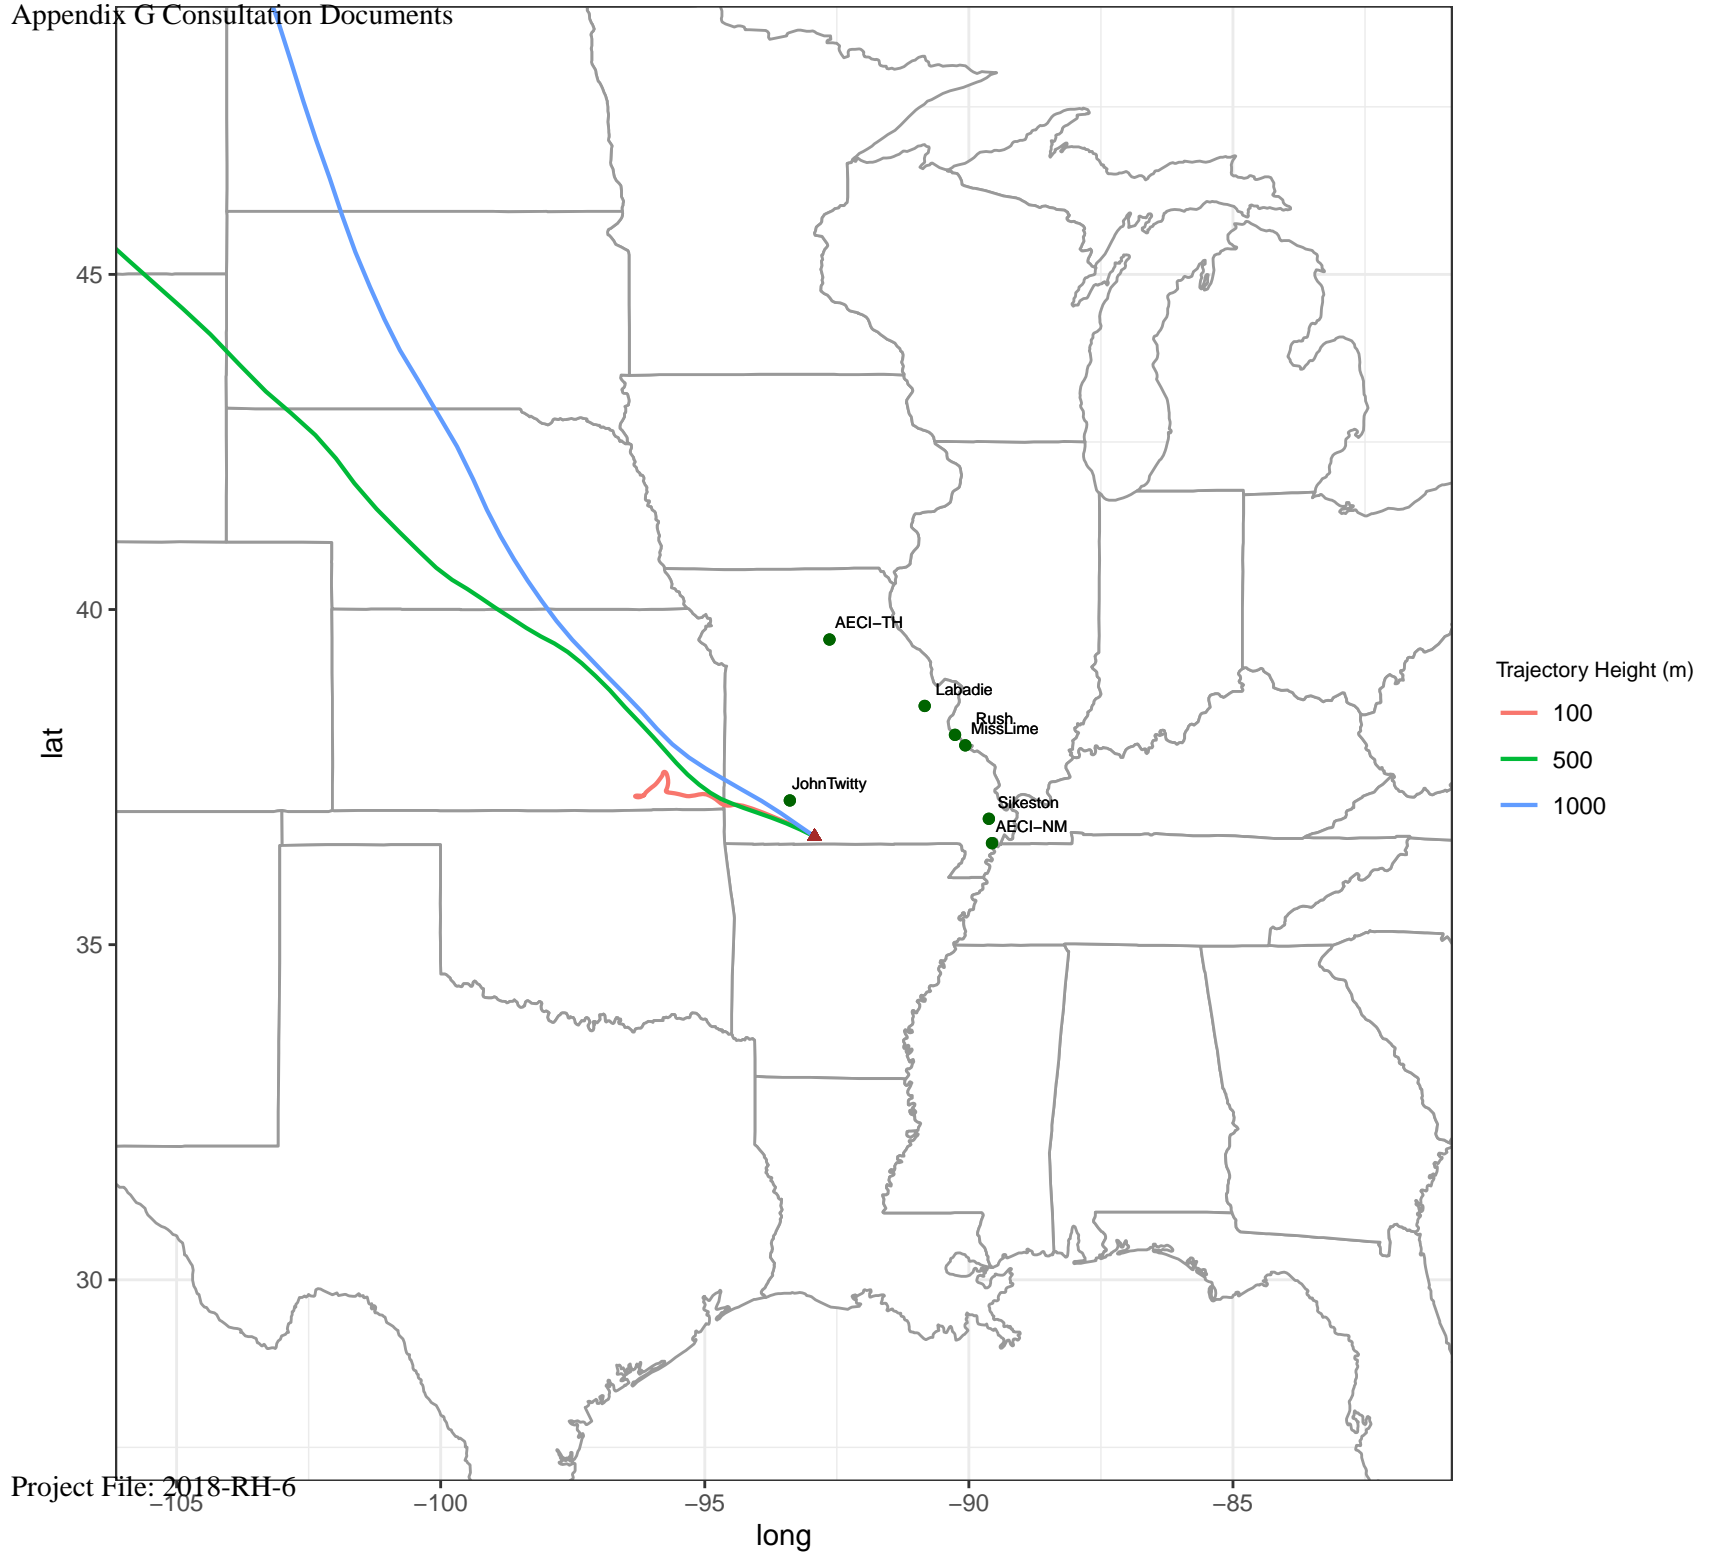 Appendix G Consultation Documents
45
40
35
30
lat
AECI−TH
Labadie
Rush
MissLime
JohnTwitty
Sikeston
AECI−NM
Trajectory Height (m)
100
500
1000
Project File: 2018-RH-6
−105
−100
−95
−90
−85
long